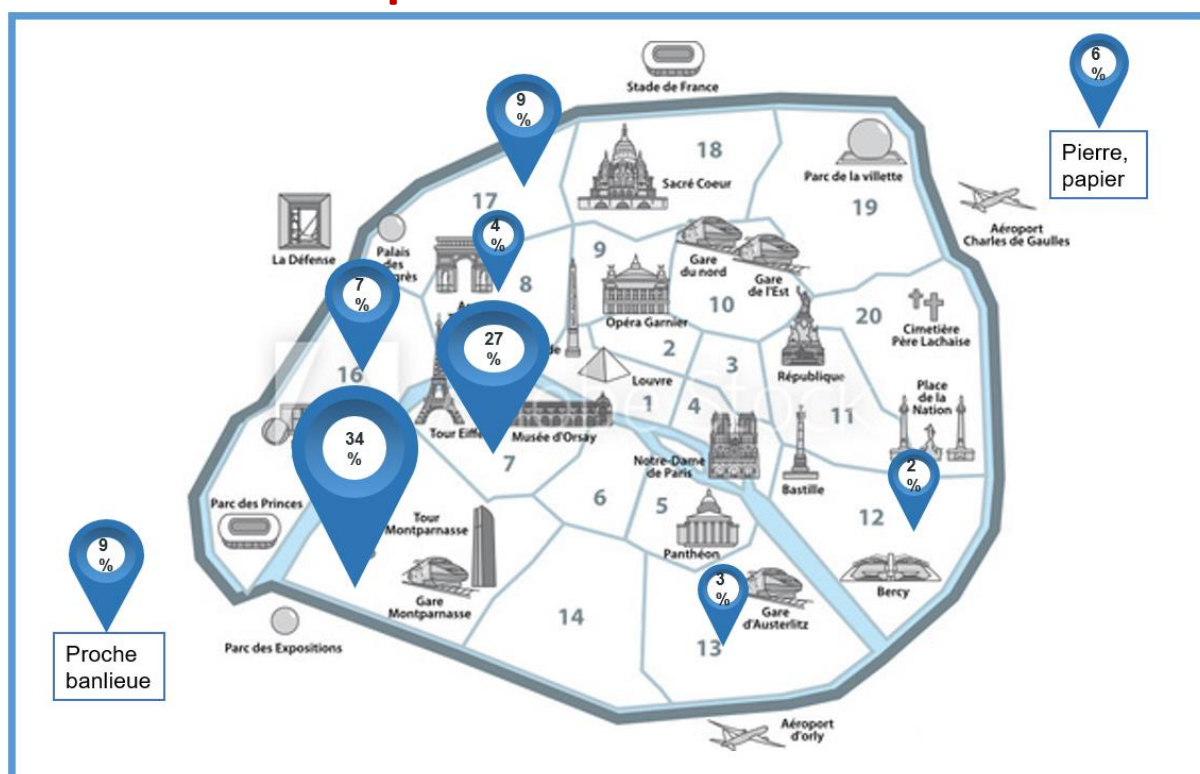 Stade de France
6
%
Pierre,
papier
9
%
18
Sacré Coeur
Parc de la villette
17
19
Aéroport
Charles de Gaulles
La Défense
Palais
des
4
%
9
Gare
du nord
Gare
de l'Est
7
%
8
Opéra Garnier
10
20
Cimetière
Père Lachaise
27
%
2
3
République
Louvre
16
1
4
11
Place
de la
Nation
Tour Eiffel
Musée d'Orsay
34
%
7
Notre-Dame
de Paris
Bastille
2
%
Parc des Princes
6
5
12
Tour
Montparnasse
Panthéon
9
%
Proche
banlieue
Gare
Montparnasse
3
%
Gare
d'Austerlitz
Bercy
14
13
Parc des Expositions
Aéroport
d'orly